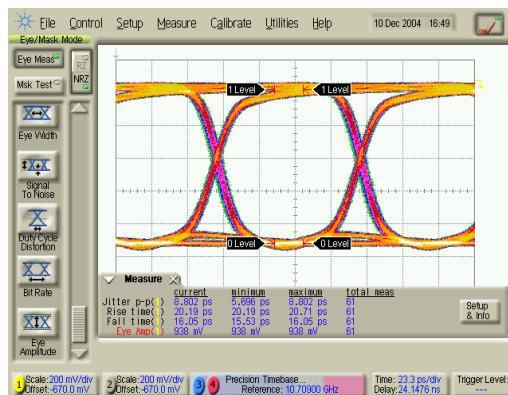 File Control Setup Measure Calibrate Utilities Help 10 Dec 2004 16:49
Eye/Mask Mode
Eye Meas
RZ
Msk Test
NRZ
Eye Width
Signal
To Noise
Duty Cycle
Distortion
Bit Rate
Eye
Amplitude
1 Level 1 Level
0 Level 0 Level
Measure
current minimum maximum total meas
Jitter p-p(1) 8.802 ps 5.696 ps 8.802 ps 61
Rise time(1) 20.19 ps 20.19 ps 20.71 ps 61
Fall time(1) 16.05 ps 15.53 ps 16.05 ps 61
Eye Amp(1) 938 mV 938 mV 938 mV 61
Setup
& Info
1 Scale:200 mV/div
Offset:-670.0 mV
2 Scale:200 mV/div
Offset:-670.0 mV
3 4 Precision Timebase...
Reference: 10.70900 GHz
Time: 23.3 ps/div
Delay:24.1476 ns
Trigger Level:
---